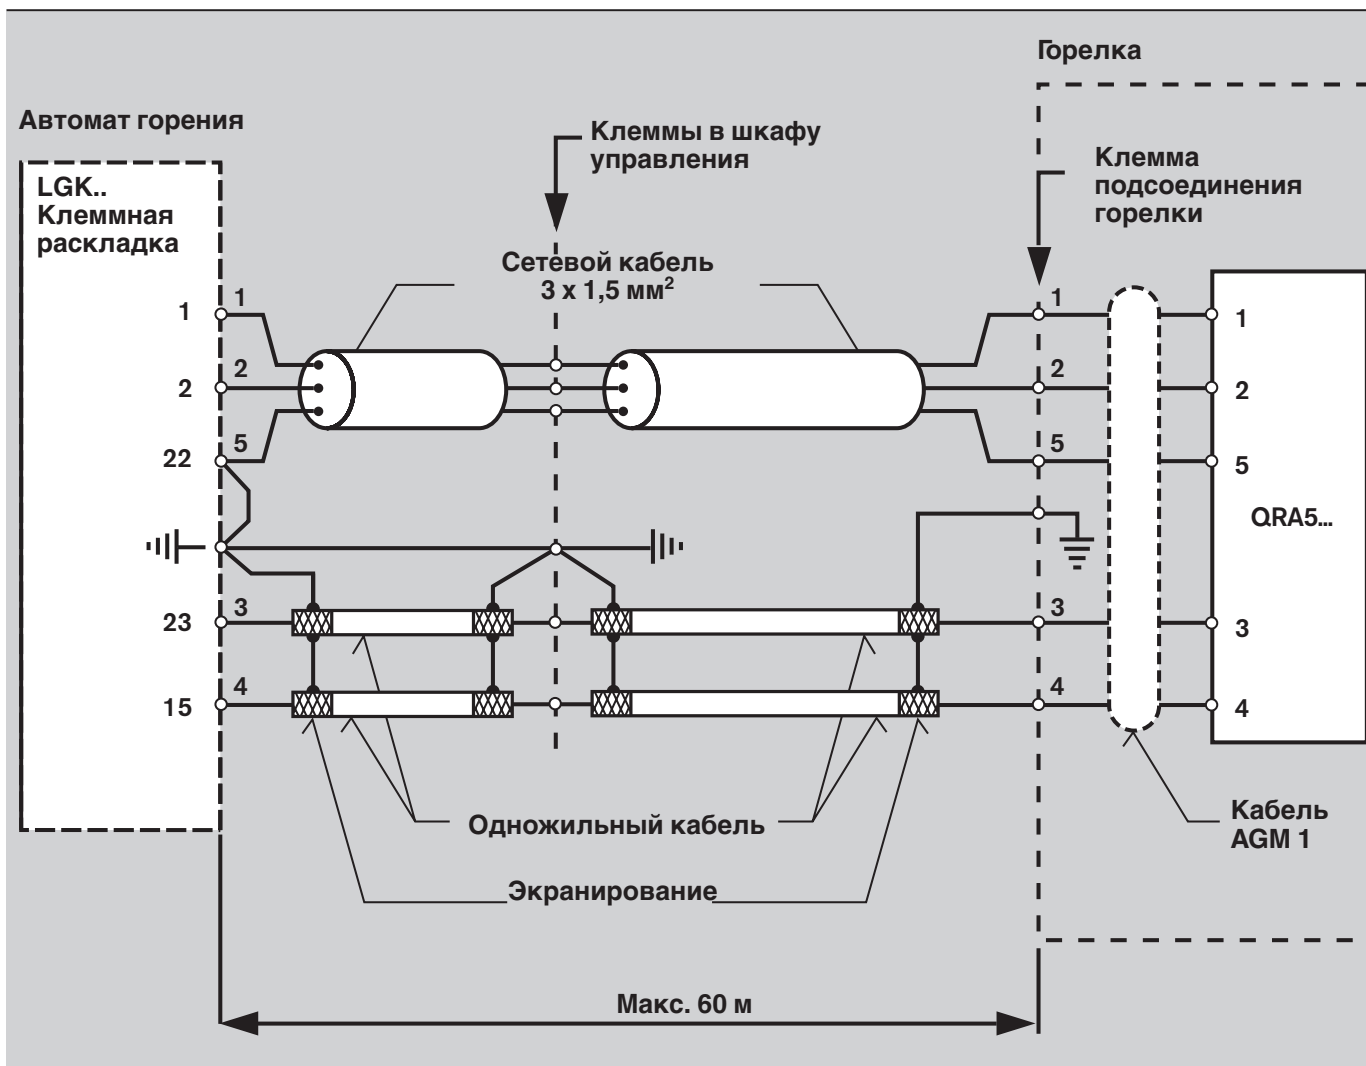 Горелка
Автомат горения
Клеммы в шкафу
управления
Клемма
подсоединения
горелки
LGK..
Клеммная
раскладка
Сетевой кабель
3 x 1,5 мм²
1 1 1 1
2 2 2 2
22 5 5 5
QRA5...
23 3 3 3
15 4 4 4
Одножильный кабель
Кабель
AGM 1
Экранирование
Макс. 60 м